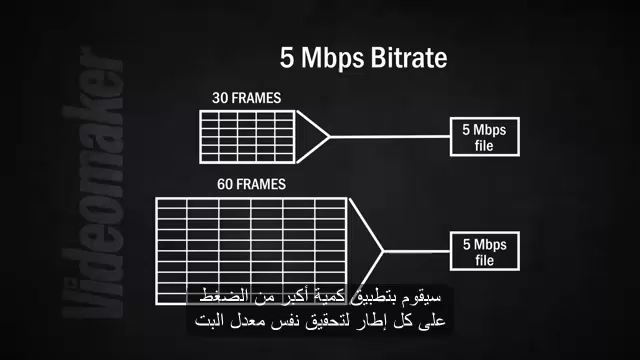 Videomaker
5 Mbps Bitrate
30 FRAMES
5 Mbps
file
60 FRAMES
5 Mbps
file
سيقوم بتطبيق كمية أكبر من الضغط
على كل إطار لتحقيق نفس معدل البت